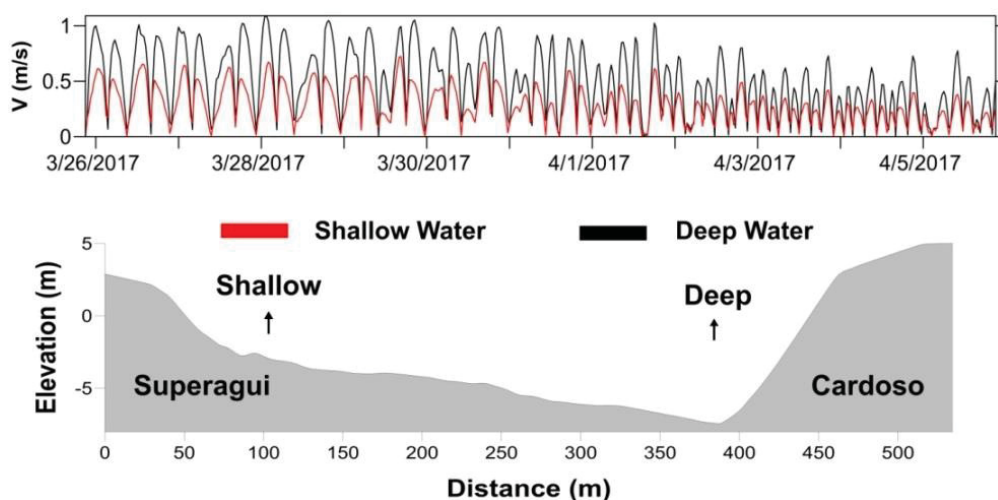 V (m/s)
1
0.5
0
3/26/2017 3/28/2017 3/30/2017 4/1/2017 4/3/2017 4/5/2017
Shallow Water Deep Water
Elevation (m)
5
0
-5
Shallow
Deep
Superagui Cardoso
0 50 100 150 200 250 300 350 400 450 500
Distance (m)